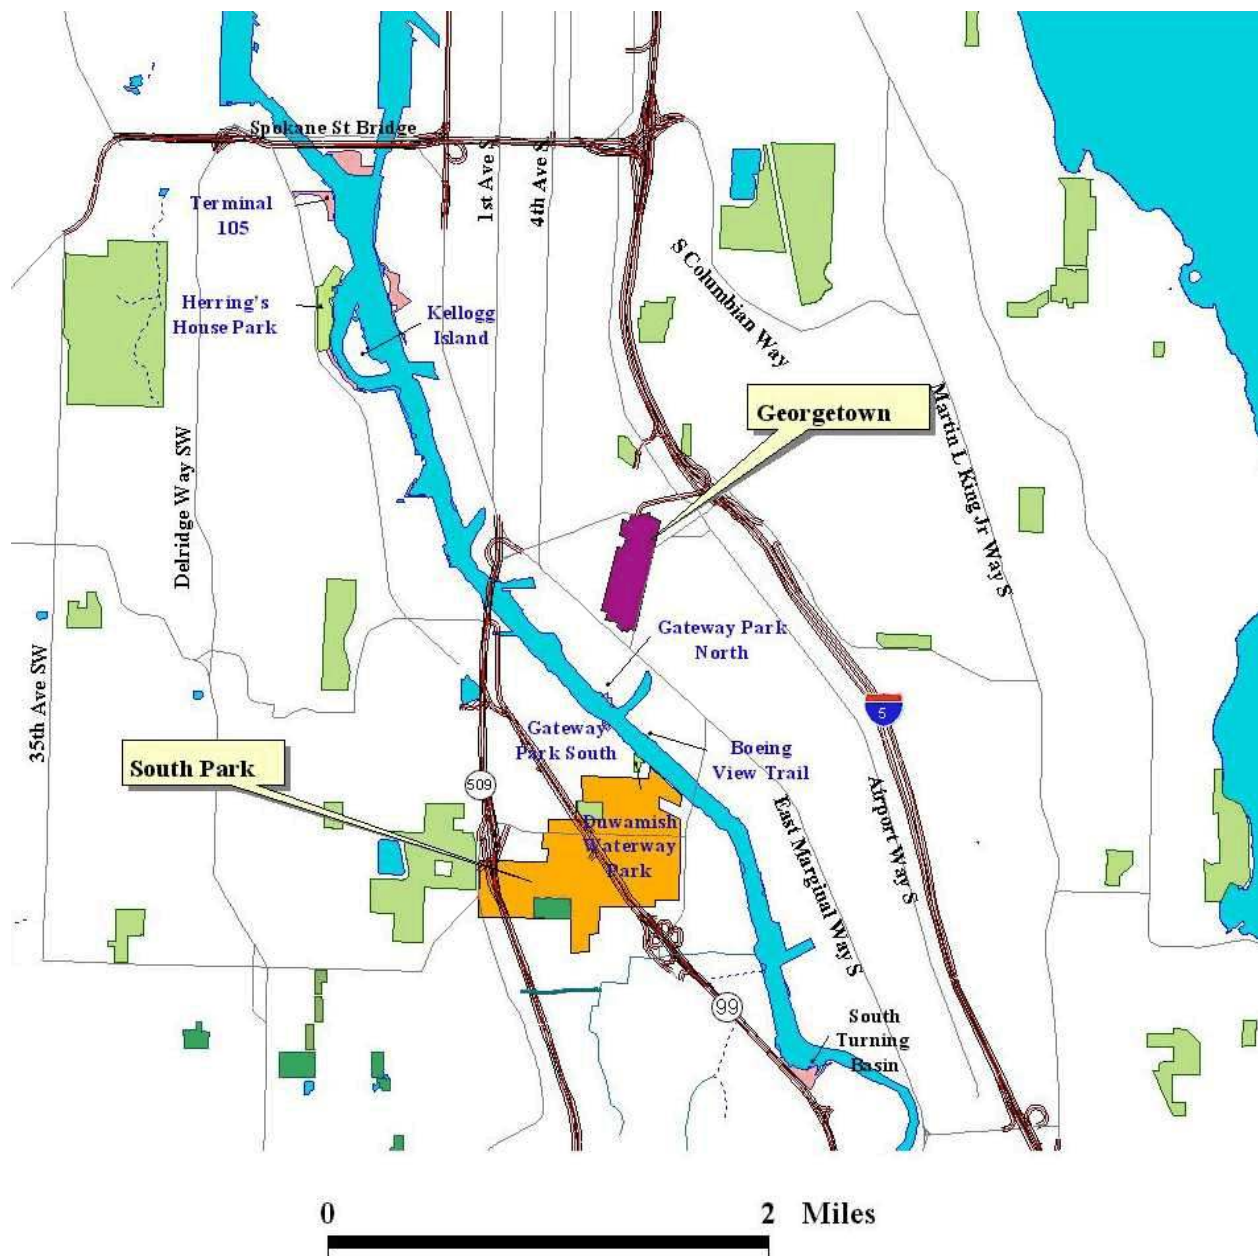 Spokane St Bridge
1st Ave S
4th Ave S
Terminal
105
S Columbian Way
Herring's
House Park
Kellogg
Island
Georgetown
Martin L King Jr Way S
Delridge Way SW
35th Ave SW
Gateway Park
North
5
Gateway
Park South
Boeing
View Trail
South Park
509
Duwamish
Waterway
Park
East Marginal Way S
Airport Way S
99
South
Turning
Basin
0 2 Miles